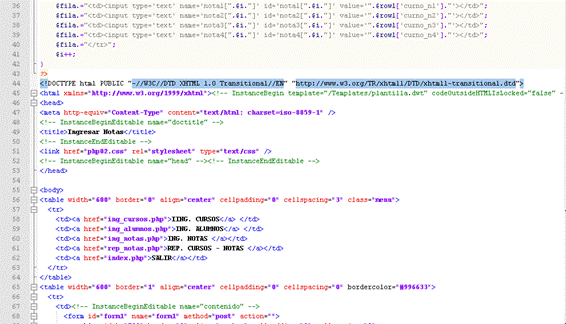 36 $fila.="<td><input type='text' name='nota1[".$i."]' id='nota1[".$i."]' value='".$row1['curno_n1']."'></td>";
37 $fila.="<td><input type='text' name='nota2[".$i."]' id='nota2[".$i."]' value='".$row1['curno_n2']."'></td>";
38 $fila.="<td><input type='text' name='nota3[".$i."]' id='nota3[".$i."]' value='".$row1['curno_n3']."'></td>";
39 $fila.="<td><input type='text' name='nota4[".$i."]' id='nota4[".$i."]' value='".$row1['curno_n4']."'></td>";
40 $fila.="</tr>";
41 $i++;
42 }
43 ?>
44 <!DOCTYPE html PUBLIC "-//W3C//DTD XHTML 1.0 Transitional//EN" "http://www.w3.org/TR/xhtml1/DTD/xhtml1-transitional.dtd">
45 <html xmlns="http://www.w3.org/1999/xhtml"><!-- InstanceBegin template="/Templates/plantilla.dwt" codeOutsideHTMLIsLocked="false" -
46 <head>
47 <meta http-equiv="Content-Type" content="text/html; charset=iso-8859-1" />
48 <!-- InstanceBeginEditable name="doctitle" -->
49 <title>Ingresar Notas</title>
50 <!-- InstanceEndEditable -->
51 <link href="php02.css" rel="stylesheet" type="text/css" />
52 <!-- InstanceBeginEditable name="head" --><!-- InstanceEndEditable -->
53 </head>
54
55 <body>
56 <table width="600" border="0" align="center" cellpadding="0" cellspacing="3" class="menu">
57 <tr>
58 <td><a href="ing_cursos.php">IING. CURSOS</a> </td>
59 <td><a href="ing_alumnos.php">ING. ALUMNOS</a> </td>
60 <td><a href="ing_notas.php">ING. NOTAS </a></td>
61 <td><a href="rep_notas.php">REP. CURSOS - NOTAS </a></td>
62 <td><a href="index.php">SALIR</a></td>
63 </tr>
64 </table>
65 <table width="600" border="1" align="center" cellpadding="0" cellspacing="0" bordercolor="#996633">
66 <tr>
67 <td><!-- InstanceBeginEditable name="contenido" -->
68 <form id="form1" name="form1" method="post" action="">